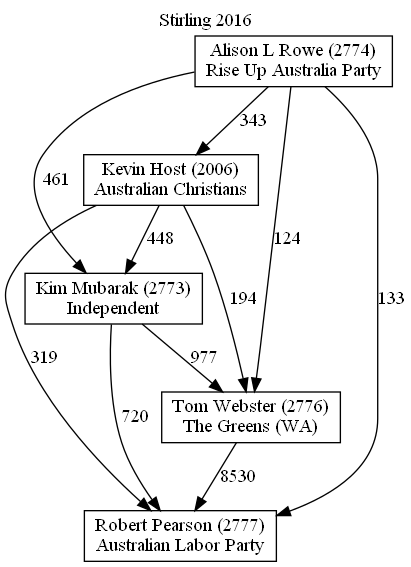 Stirling 2016
Alison L Rowe (2774)
Rise Up Australia Party
343
Kevin Host (2006)
Australian Christians
461
448
124
194
133
Kim Mubarak (2773)
Independent
319
977
720
Tom Webster (2776)
The Greens (WA)
8530
Robert Pearson (2777)
Australian Labor Party